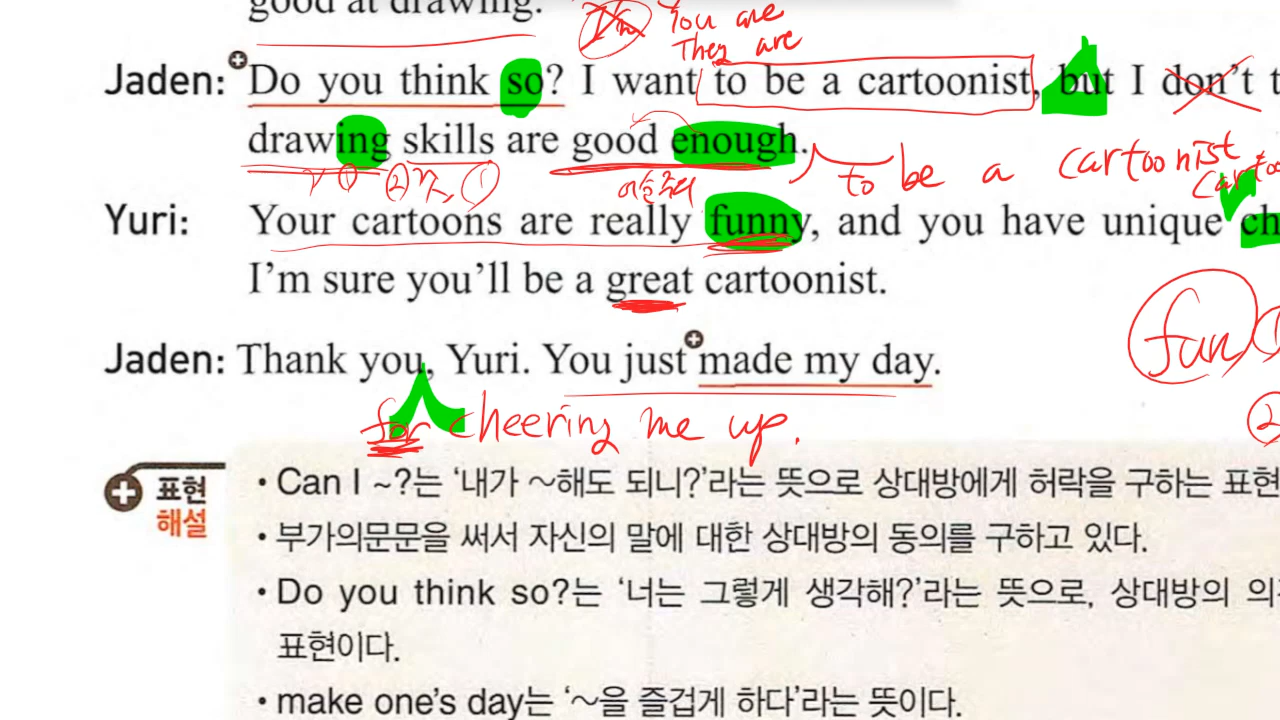 good at drawing.
I'm You are
They are
Jaden: Do you think so? I want to be a cartoonist, but I don't t
drawing skills are good enough.
to be a cartoonist
Yuri: Your cartoons are really funny, and you have unique ch
I'm sure you'll be a great cartoonist.
fun ①
②
Jaden: Thank you, Yuri. You just made my day.
for cheering me up.
표현
해설
• Can I ~?는 '내가 ~해도 되니?'라는 뜻으로 상대방에게 허락을 구하는 표현
• 부가의문문을 써서 자신의 말에 대한 상대방의 동의를 구하고 있다.
• Do you think so?는 '너는 그렇게 생각해?'라는 뜻으로, 상대방의 의
표현이다.
• make one's day는 '~을 즐겁게 하다'라는 뜻이다.